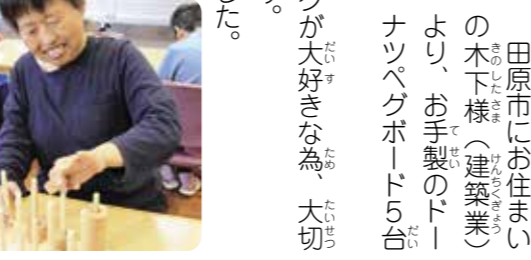 田原市にお住まい
の木下様（建築業）
より、お手製のドー
ナツペグボード５台
が大好きな為、大切
。
した。